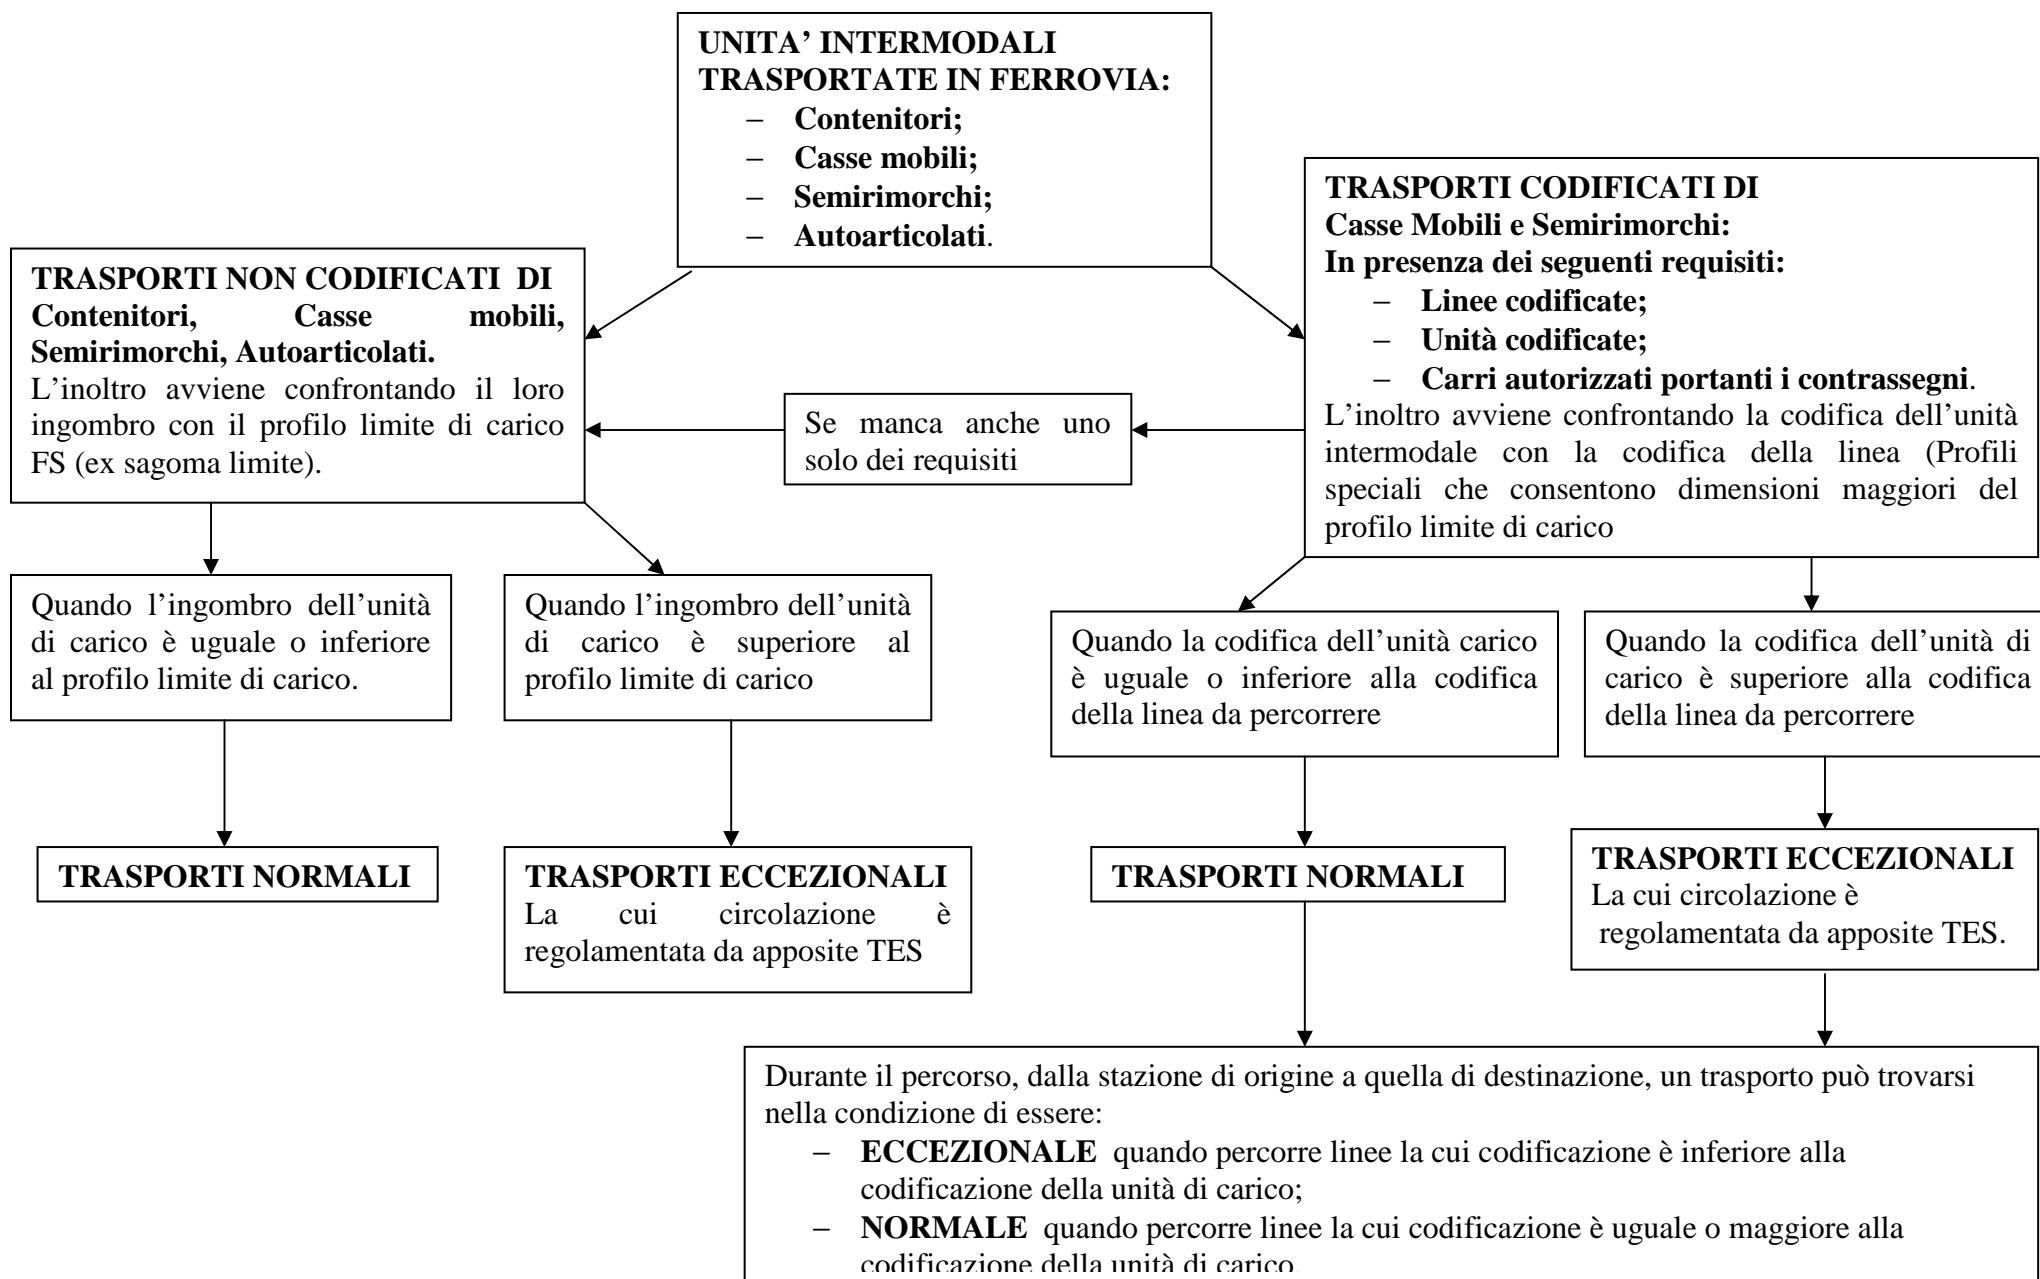 UNITA’ INTERMODALI
TRASPORTATE IN FERROVIA:
– Contenitori;
– Casse mobili;
– Semirimorchi;
– Autoarticolati.
TRASPORTI NON CODIFICATI DI
Contenitori, Casse mobili,
Semirimorchi, Autoarticolati.
L’inoltro avviene confrontando il loro
ingombro con il profilo limite di carico
FS (ex sagoma limite).
Se manca anche uno
solo dei requisiti
TRASPORTI CODIFICATI DI
Casse Mobili e Semirimorchi:
In presenza dei seguenti requisiti:
– Linee codificate;
– Unità codificate;
– Carri autorizzati portanti i contrassegni.
L’inoltro avviene confrontando la codifica dell’unità
intermodale con la codifica della linea (Profili
speciali che consentono dimensioni maggiori del
profilo limite di carico
Quando l’ingombro dell’unità
di carico è uguale o inferiore
al profilo limite di carico.
Quando l’ingombro dell’unità
di carico è superiore al
profilo limite di carico
Quando la codifica dell’unità carico
è uguale o inferiore alla codifica
della linea da percorrere
Quando la codifica dell’unità di
carico è superiore alla codifica
della linea da percorrere
TRASPORTI NORMALI
TRASPORTI ECCEZIONALI
La cui circolazione è
regolamentata da apposite TES
TRASPORTI NORMALI
TRASPORTI ECCEZIONALI
La cui circolazione è
regolamentata da apposite TES.
Durante il percorso, dalla stazione di origine a quella di destinazione, un trasporto può trovarsi
nella condizione di essere:
– ECCEZIONALE quando percorre linee la cui codificazione è inferiore alla
codificazione della unità di carico;
– NORMALE quando percorre linee la cui codificazione è uguale o maggiore alla
codificazione della unità di carico.